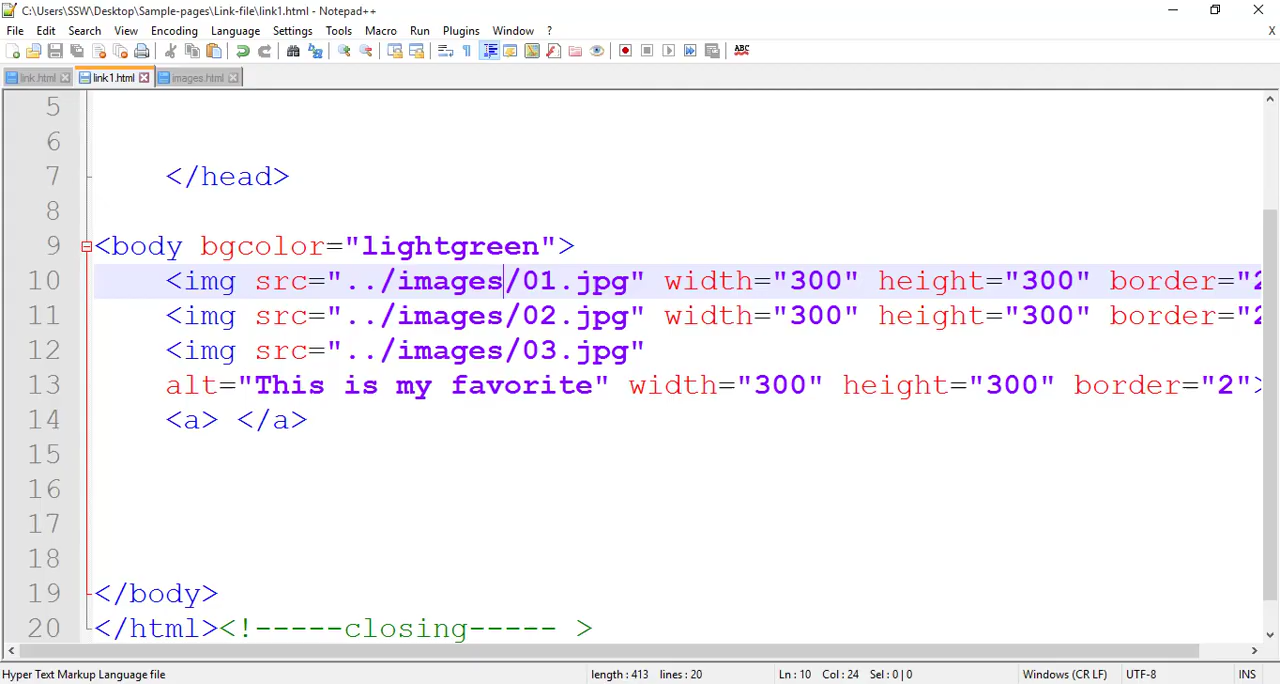 C:\Users\SSW\Desktop\Sample-pages\Link-file\link1.html - Notepad++
File Edit Search View Encoding Language Settings Tools Macro Run Plugins Window ? X
ABC
link.html link1.html images.html
5
6
7 </head>
8
9 <body bgcolor="lightgreen">
10 <img src="../images/01.jpg" width="300" height="300" border="2
11 <img src="../images/02.jpg" width="300" height="300" border="2
12 <img src="../images/03.jpg"
13 alt="This is my favorite" width="300" height="300" border="2">
14 <a> </a>
15
16
17
18
19 </body>
20 </html><!-----closing----- >
Hyper Text Markup Language file length : 413 lines : 20 Ln : 10 Col : 24 Sel : 0 | 0 Windows (CR LF) UTF-8 INS